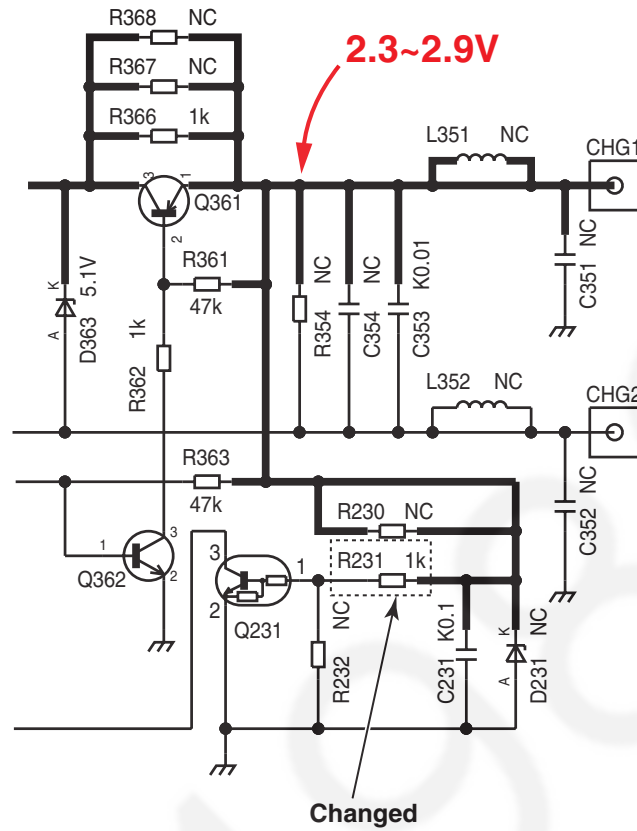 R368 NC
R367 NC
R366 1k
2.3~2.9V
L351 NC
CHG1
3
1
Q361
2
R361
47k
K
5.1V
A
D363
1k
R362
NC
R354
NC
C354
K0.01
C353
NC
C351
L352 NC
CHG2
R363
47k
NC
C352
R230 NC
R231 1k
1
3
2
Q362
3
1
2
Q231
NC
R232
K0.1
C231
K
NC
A
D231
Changed